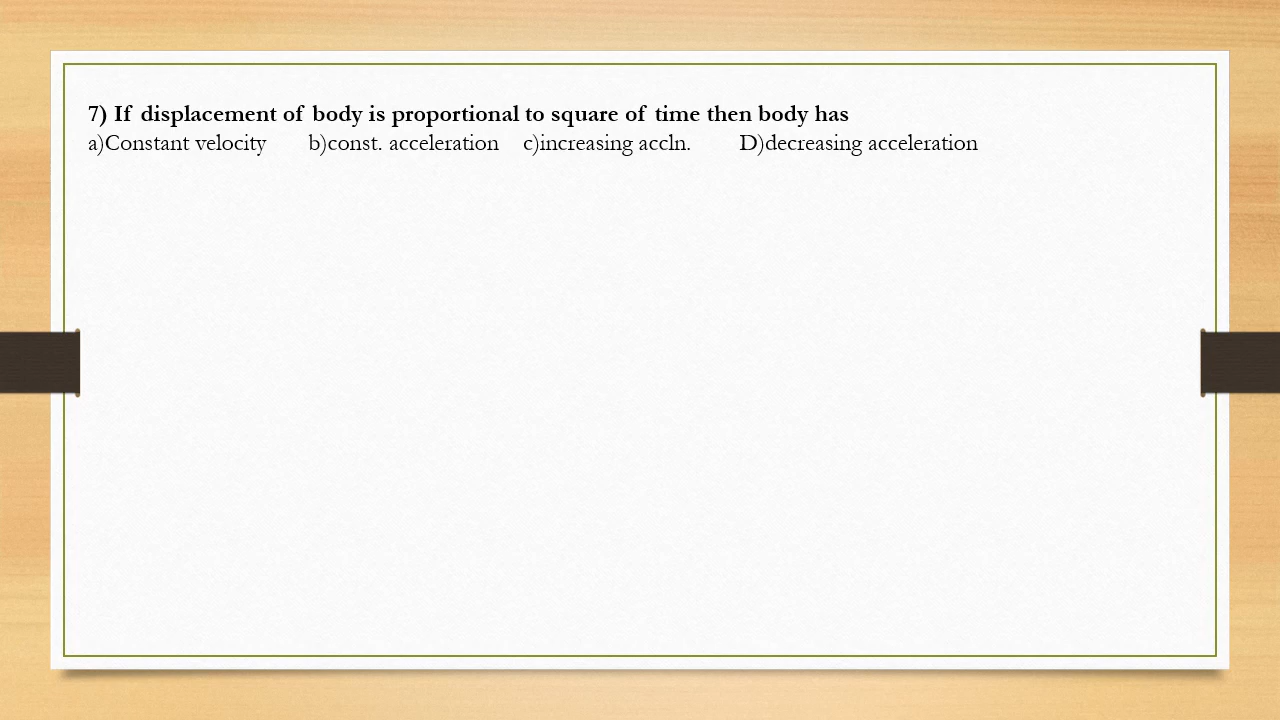 7) If displacement of body is proportional to square of time then body has
a)Constant velocity b)const. acceleration c)increasing accln. D)decreasing acceleration